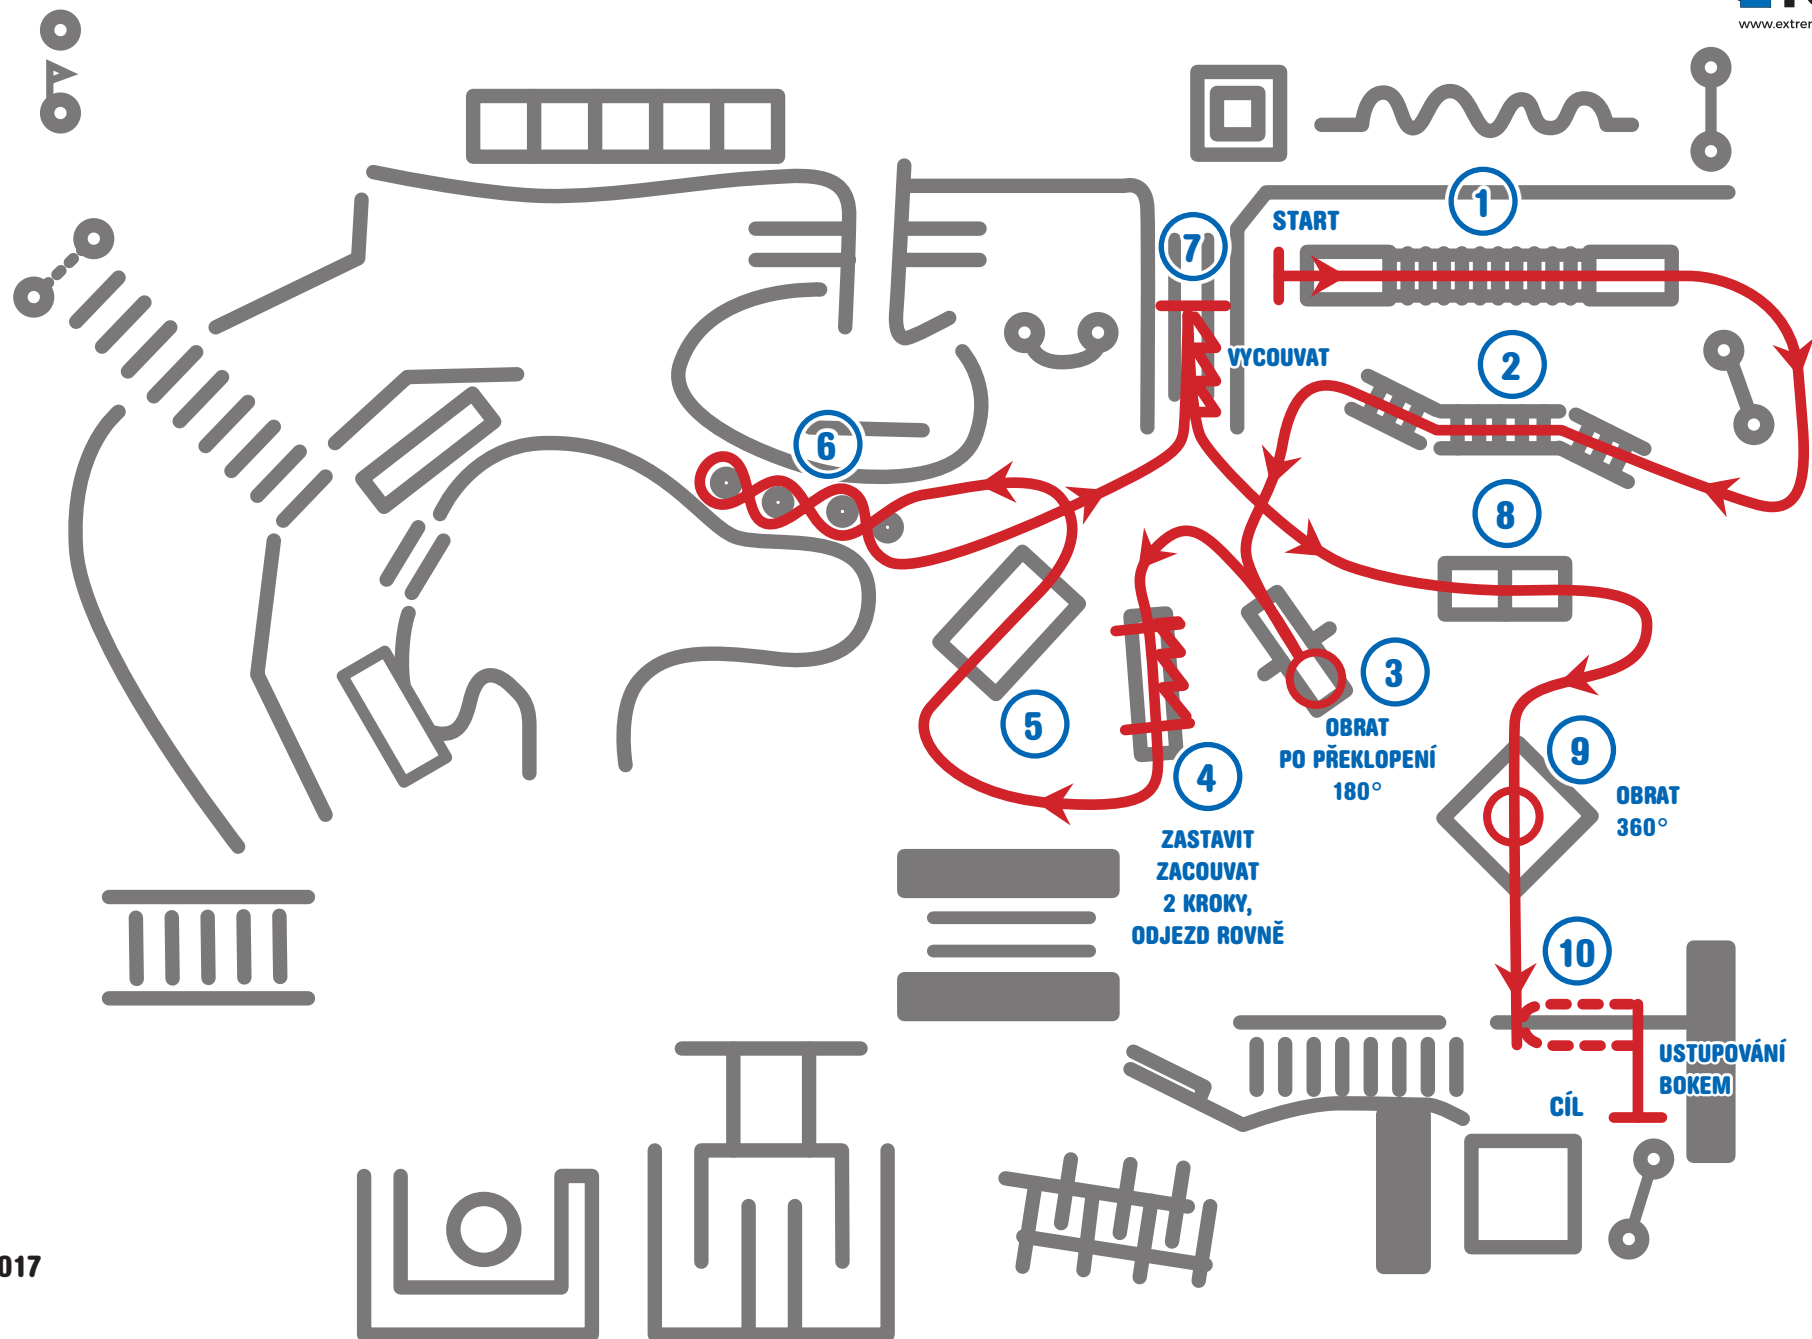 www.extrem
START
1
7
VYCOUVAT
2
6
8
3
OBRAT
PO PŘEKLOPENÍ
180°
5
4
ZASTAVIT
ZACOUVAT
2 KROKY,
ODJEZD ROVNĚ
9
OBRAT
360°
10
USTUPOVÁNÍ
BOKEM
CÍL
017